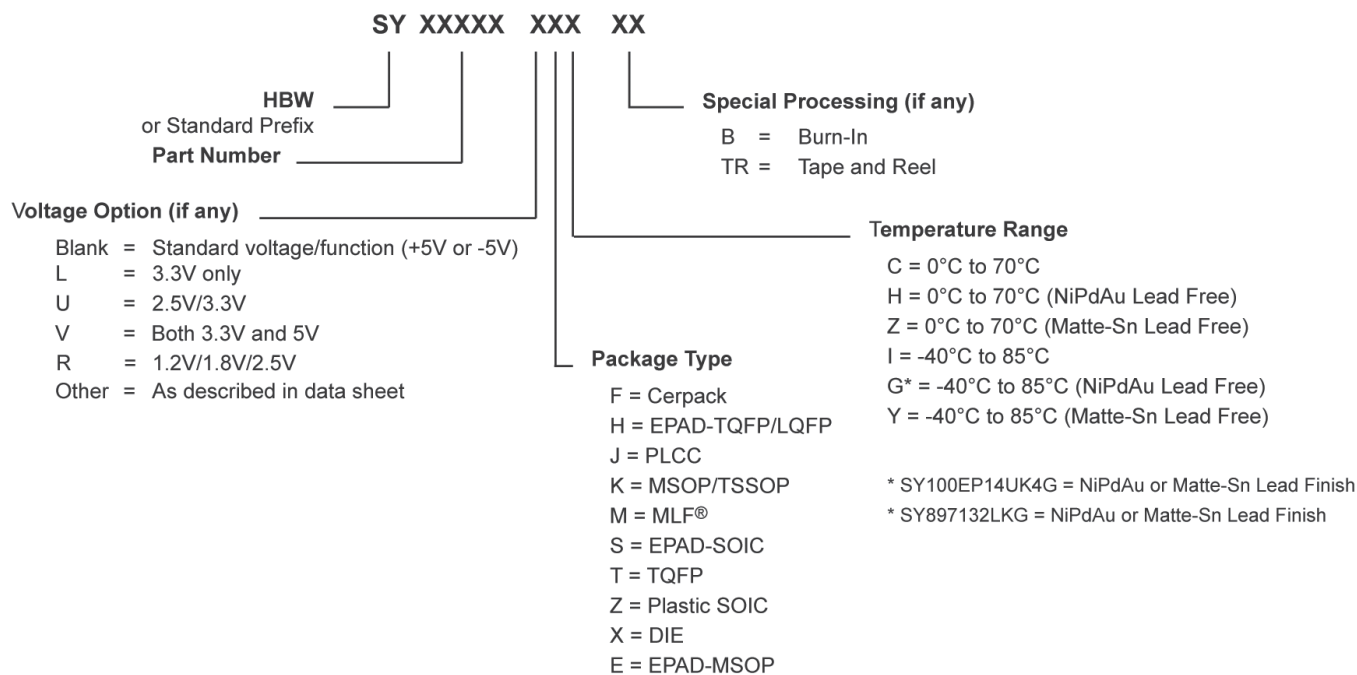 SY XXXXX XXX XX
HBW
or Standard Prefix
Part Number
Special Processing (if any)
B = Burn-In
TR = Tape and Reel
Voltage Option (if any)
Blank = Standard voltage/function (+5V or -5V)
L = 3.3V only
U = 2.5V/3.3V
V = Both 3.3V and 5V
R = 1.2V/1.8V/2.5V
Other = As described in data sheet
Package Type
F = Cerpack
H = EPAD-TQFP/LQFP
J = PLCC
K = MSOP/TSSOP
M = MLF®
S = EPAD-SOIC
T = TQFP
Z = Plastic SOIC
X = DIE
E = EPAD-MSOP
Temperature Range
C = 0°C to 70°C
H = 0°C to 70°C (NiPdAu Lead Free)
Z = 0°C to 70°C (Matte-Sn Lead Free)
I = -40°C to 85°C
G* = -40°C to 85°C (NiPdAu Lead Free)
Y = -40°C to 85°C (Matte-Sn Lead Free)
* SY100EP14UK4G = NiPdAu or Matte-Sn Lead Finish
* SY897132LKG = NiPdAu or Matte-Sn Lead Finish